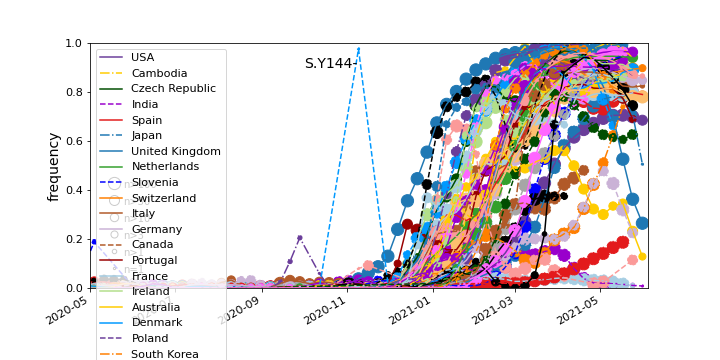 1.0
0.8
0.6
0.4
0.2
0.0
frequency
S.Y144-
USA
Cambodia
Czech Republic
India
Spain
Japan
United Kingdom
Netherlands
Slovenia
Switzerland
Italy
Germany
Canada
Portugal
France
Ireland
Australia
Denmark
Poland
South Korea
2020-05
2020-09
2020-11
2021-01
2021-03
2021-05